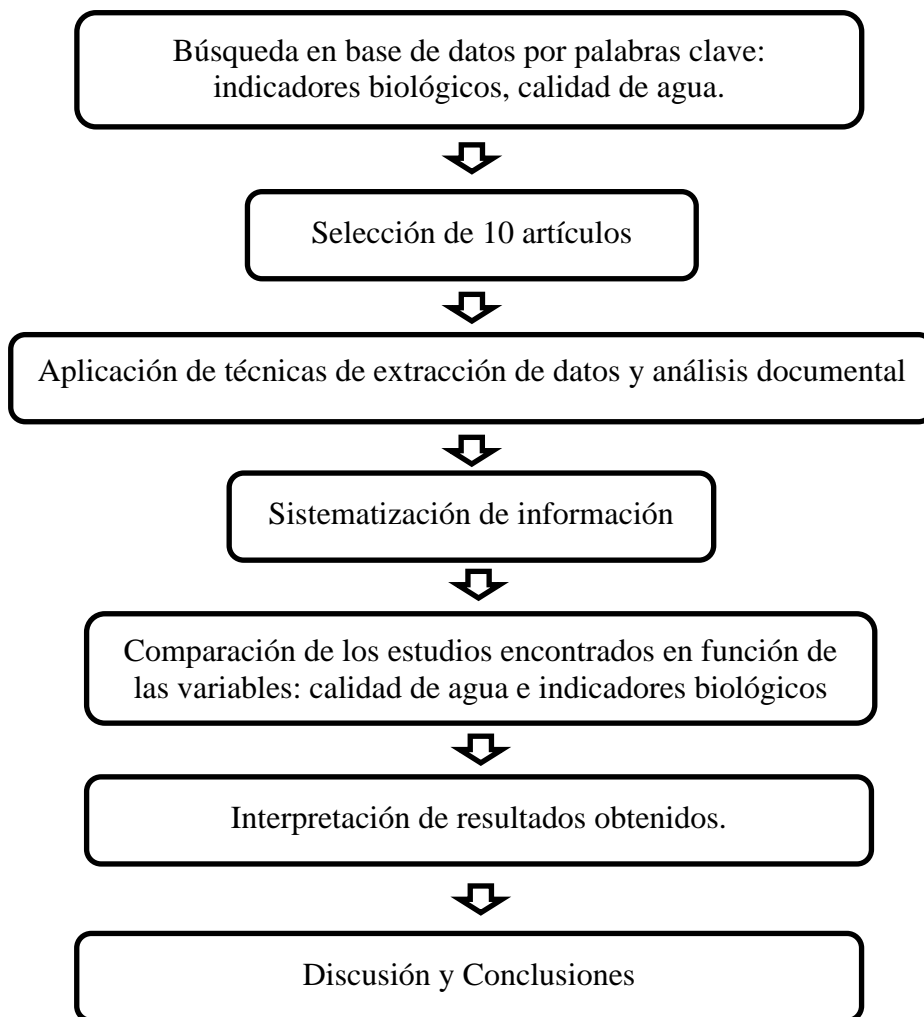 Búsqueda en base de datos por palabras clave:
indicadores biológicos, calidad de agua.
Selección de 10 artículos
Aplicación de técnicas de extracción de datos y análisis documental
Sistematización de información
Comparación de los estudios encontrados en función de
las variables: calidad de agua e indicadores biológicos
Interpretación de resultados obtenidos.
Discusión y Conclusiones